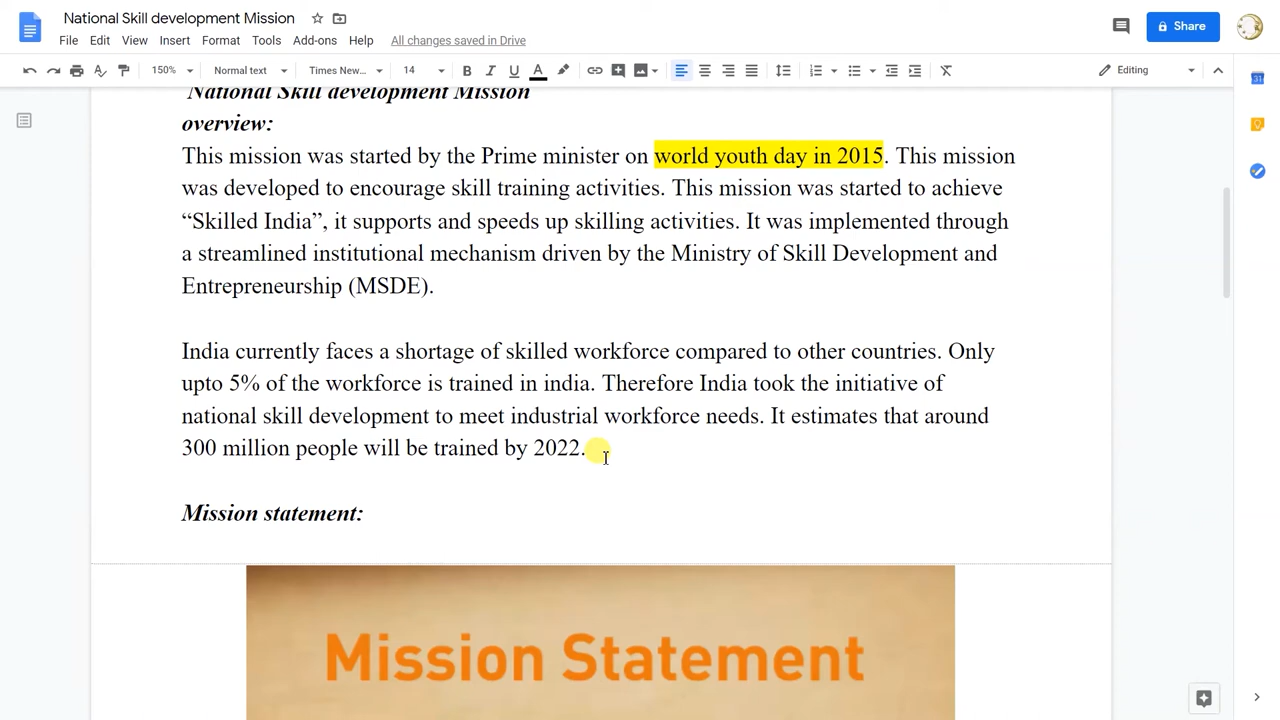 National Skill development Mission
File Edit View Insert Format Tools Add-ons Help All changes saved in Drive
Share
150% Normal text Times New... 14 B I U A Editing
National Skill development Mission
overview:
This mission was started by the Prime minister on world youth day in 2015. This mission
was developed to encourage skill training activities. This mission was started to achieve
“Skilled India”, it supports and speeds up skilling activities. It was implemented through
a streamlined institutional mechanism driven by the Ministry of Skill Development and
Entrepreneurship (MSDE).
India currently faces a shortage of skilled workforce compared to other countries. Only
upto 5% of the workforce is trained in india. Therefore India took the initiative of
national skill development to meet industrial workforce needs. It estimates that around
300 million people will be trained by 2022.
Mission statement:
Mission Statement